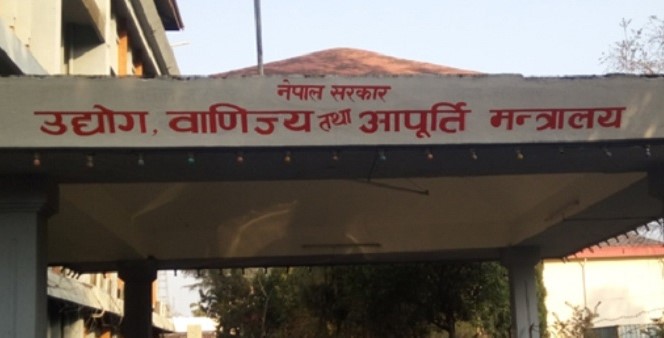 नेपाल सरकार
उद्योग, वाणिज्य तथा आपूर्ति मन्त्रालय